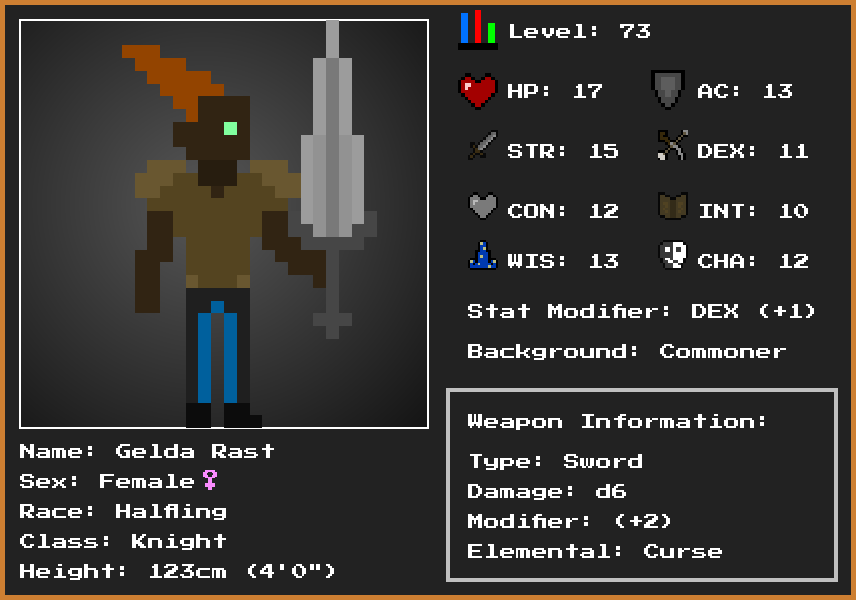 Level: 73
HP: 17
AC: 13
STR: 15
DEX: 11
CON: 12
INT: 10
WIS: 13
CHA: 12
Stat Modifier: DEX (+1)
Background: Commoner
Weapon Information:
Type: Sword
Damage: d6
Modifier: (+2)
Elemental: Curse
Name: Gelda Rast
Sex: Female♀
Race: Halfling
Class: Knight
Height: 123cm (4'0")